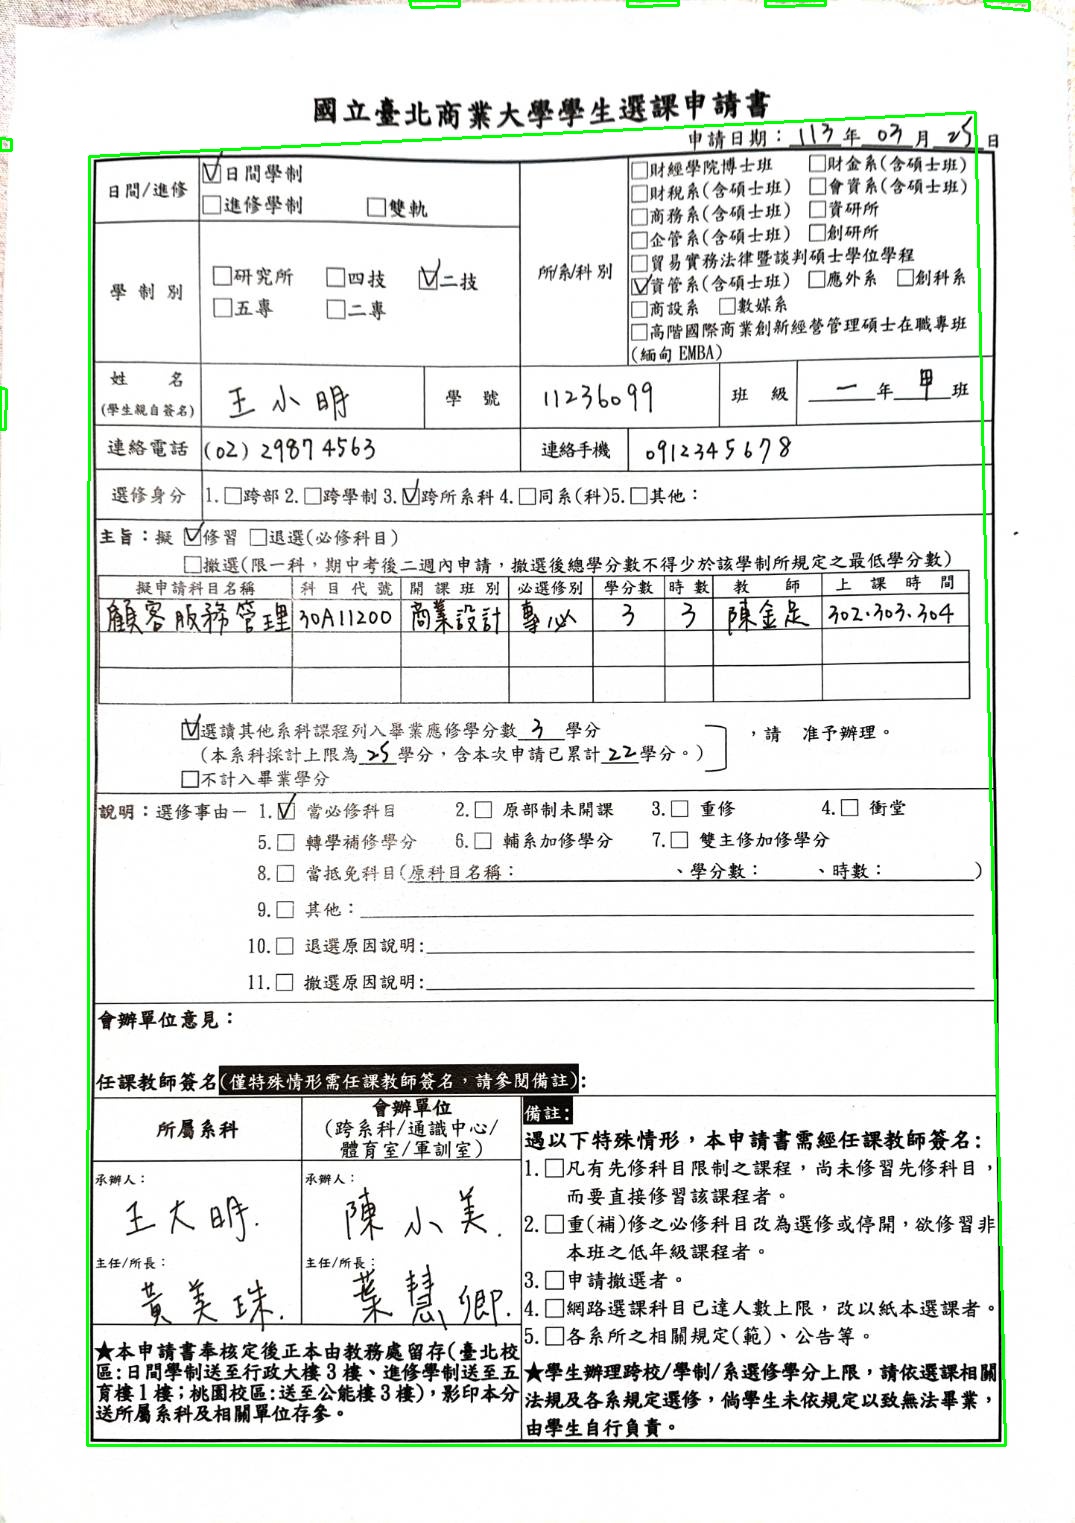 國立臺北商業大學學生選課申請書
申請日期：113年03月25日
日間/進修 ☑日間學制
□進修學制 □雙軌
學制別 □研究所 □四技 ☑二技
□五專 □二專
所/系/科別
□財經學院博士班 □財金系(含碩士班)
□財稅系(含碩士班) □會資系(含碩士班)
□商務系(含碩士班) □資研所
□企管系(含碩士班) □創研所
□貿易實務法律暨談判碩士學位學程
☑資管系(含碩士班) □應外系 □創科系
□商設系 □數媒系
□高階國際商業創新經營管理碩士在職專班
(緬甸EMBA)
姓名 王小明 學號 11236099 班級 一年甲班
(學生親自簽名)
連絡電話 (02) 29874563 連絡手機 0912345678
選修身分 1.□跨部 2.□跨學制 3.☑跨所系科 4.□同系(科) 5.□其他：
主旨：擬 ☑修習 □退選(必修科目)
□撤選(限一科，期中考後二週內申請，撤選後總學分數不得少於該學制所規定之最低學分數)
擬申請科目名稱 科目代號 開課班別 必選修別 學分數 時數 教師 上課時間
顧客服務管理 30A11200 商業設計 專必 3 3 陳金足 302.303.304
☑選讀其他系科課程列入畢業應修學分數 3 學分 ，請 准予辦理。
(本系科採計上限為 25 學分，含本次申請已累計 22 學分。)
□不計入畢業學分
說明：選修事由－ 1.☑ 當必修科目 2.□ 原部制未開課 3.□ 重修 4.□ 衝堂
5.□ 轉學補修學分 6.□ 輔系加修學分 7.□ 雙主修加修學分
8.□ 當抵免科目(原科目名稱： 、學分數： 、時數： )
9.□ 其他：
10.□ 退選原因說明:
11.□ 撤選原因說明:
會辦單位意見：
任課教師簽名(僅特殊情形需任課教師簽名，請參閱備註):
所屬系科
會辦單位
(跨系科/通識中心/
體育室/軍訓室)
承辦人： 王大明. 承辦人： 陳小美.
主任/所長： 黃美珠. 主任/所長： 葉慧卿.
★本申請書奉核定後正本由教務處留存(臺北校
區:日間學制送至行政大樓3樓、進修學制送至五
育樓1樓；桃園校區:送至公能樓3樓)，影印本分
送所屬系科及相關單位存參。
備註:
遇以下特殊情形，本申請書需經任課教師簽名:
1.□凡有先修科目限制之課程，尚未修習先修科目，
而要直接修習該課程者。
2.□重(補)修之必修科目改為選修或停開，欲修習非
本班之低年級課程者。
3.□申請撤選者。
4.□網路選課科目已達人數上限，改以紙本選課者。
5.□各系所之相關規定(範)、公告等。
★學生辦理跨校/學制/系選修學分上限，請依選課相關
法規及各系規定選修，倘學生未依規定以致無法畢業，
由學生自行負責。